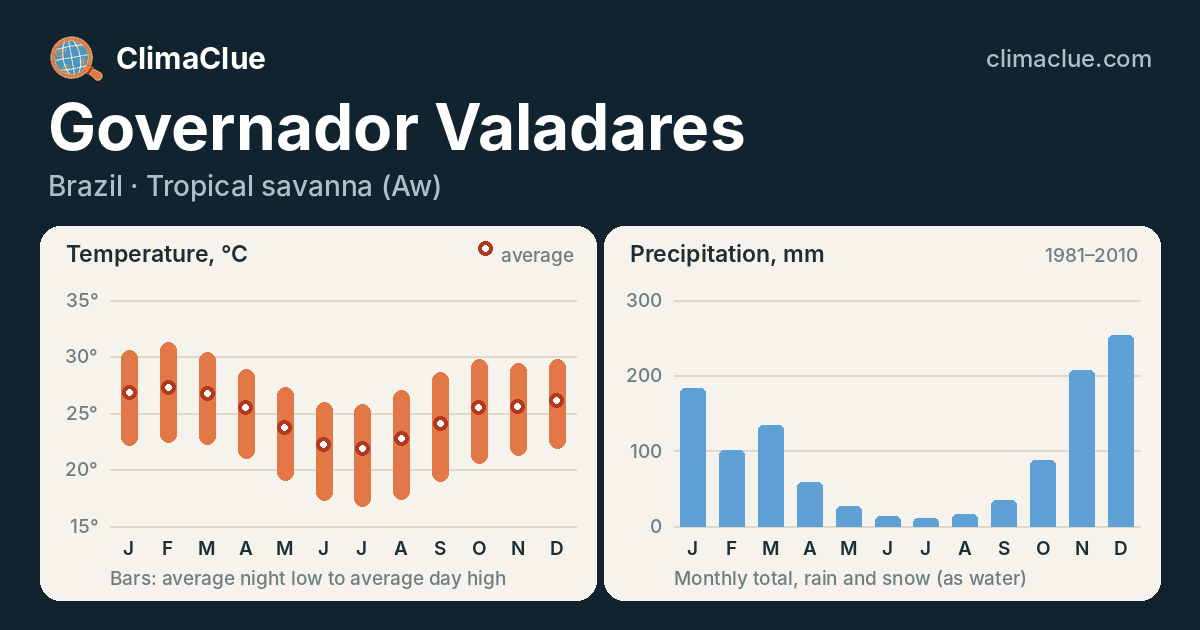 ClimaClue
climaclue.com
Governador Valadares
Brazil · Tropical savanna (Aw)
Temperature, °C
average
35°
30°
25°
20°
15°
J F M A M J J A S O N D
Bars: average night low to average day high
Precipitation, mm
1981–2010
300
200
100
0
J F M A M J J A S O N D
Monthly total, rain and snow (as water)